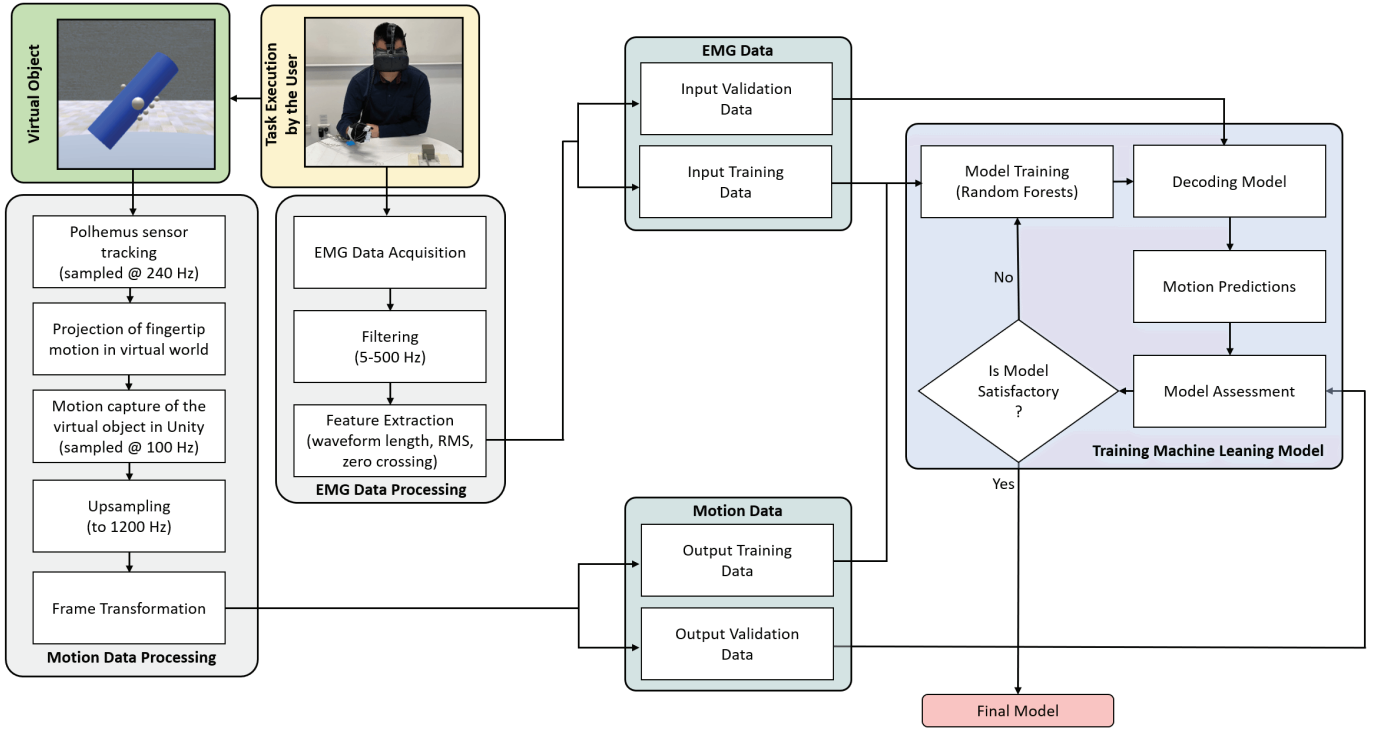 Virtual Object
Task Execution
by the User
Polhemus sensor
tracking
(sampled @ 240 Hz)
Projection of fingertip
motion in virtual world
Motion capture of the
virtual object in Unity
(sampled @ 100 Hz)
Upsampling
(to 1200 Hz)
Frame Transformation
Motion Data Processing
EMG Data Acquisition
Filtering
(5-500 Hz)
Feature Extraction
(waveform length, RMS,
zero crossing)
EMG Data Processing
EMG Data
Input Validation
Data
Input Training
Data
Motion Data
Output Training
Data
Output Validation
Data
Model Training
(Random Forests)
Decoding Model
Motion Predictions
Model Assessment
Is Model
Satisfactory
?
No
Yes
Training Machine Leaning Model
Final Model